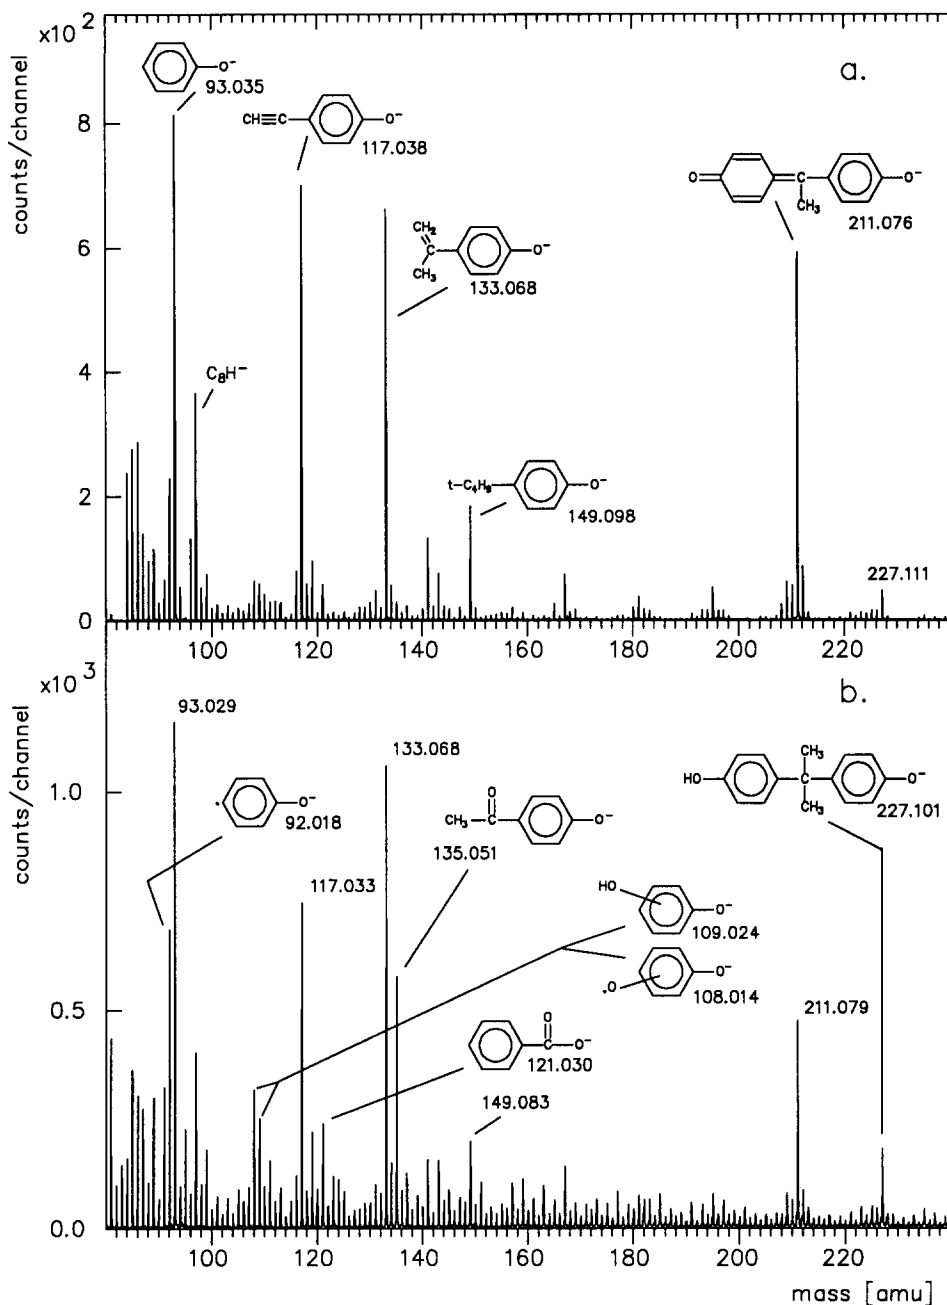 x10 2
counts/channel
10
8
6
4
2
0
a.
O-
93.035
CH≡C
O-
117.038
CH2
C
CH3
O-
133.068
C8H-
t-C4H9
O-
149.098
O
C
CH3
O-
211.076
227.111
100
120
140
160
180
200
220
x10 3
counts/channel
1.0
0.5
0.0
b.
93.029
O-
92.018
133.068
O
CH3-C
O-
135.051
117.033
CH3
HO
C
O-
CH3
227.101
HO
O-
109.024
.O
O-
108.014
O
C-O-
121.030
149.083
211.079
100
120
140
160
180
200
220
mass [amu]